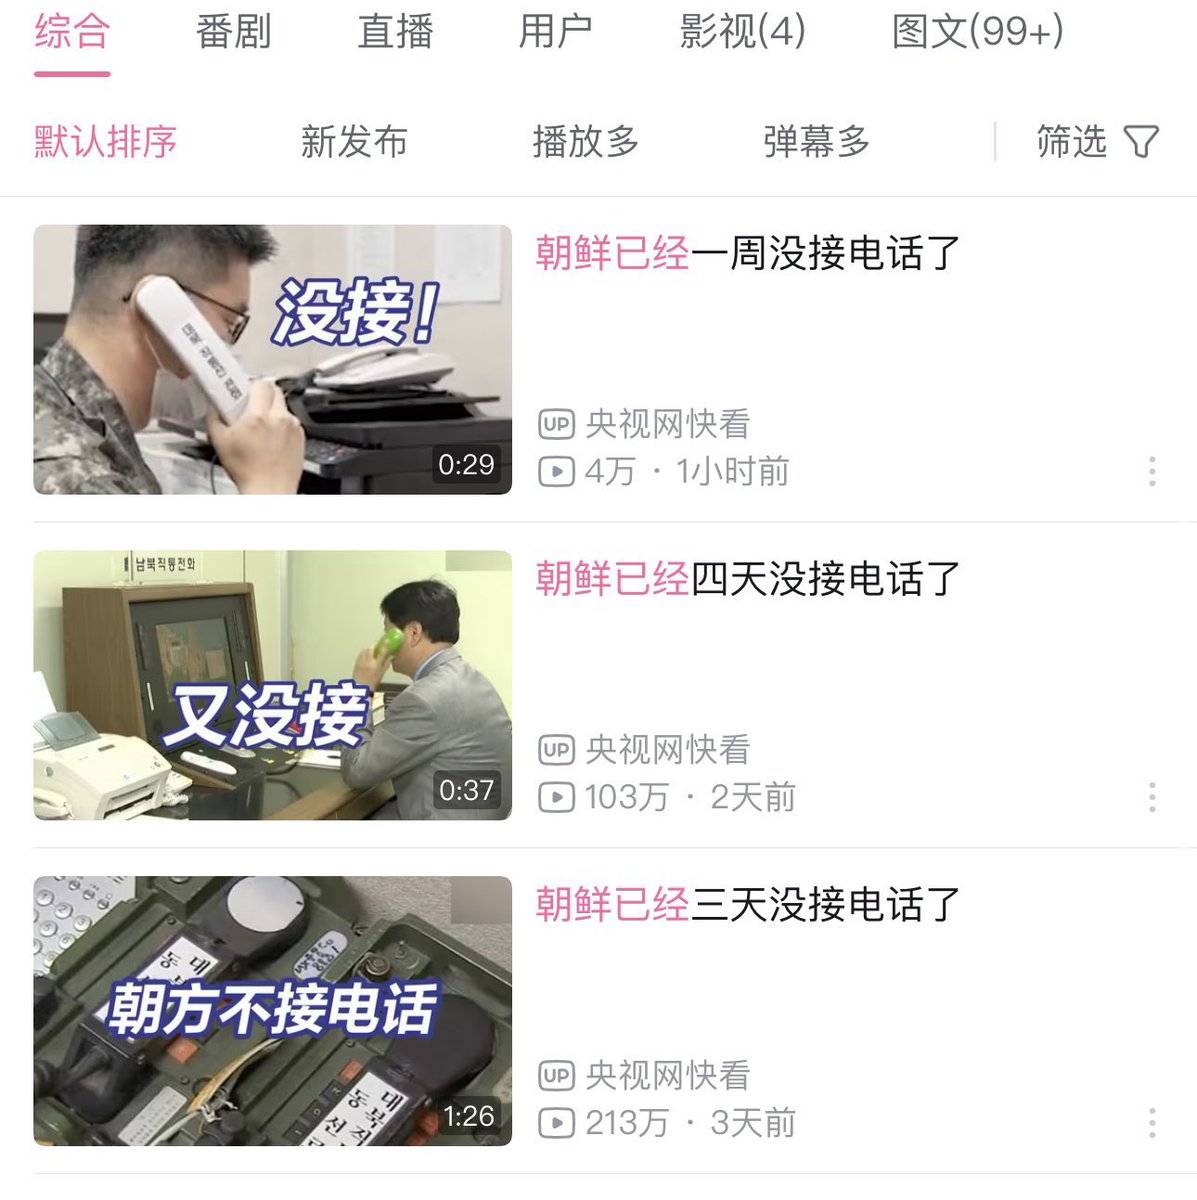 综合 番剧 直播 用户 影视(4) 图文(99+)
默认排序 新发布 播放多 弹幕多 筛选
朝鲜已经一周没接电话了
没接!
0:29
UP 央视网快看
4万 · 1小时前
朝鲜已经四天没接电话了
남북직통전화
又没接
0:37
UP 央视网快看
103万 · 2天前
朝鲜已经三天没接电话了
朝方不接电话
1:26
UP 央视网快看
213万 · 3天前